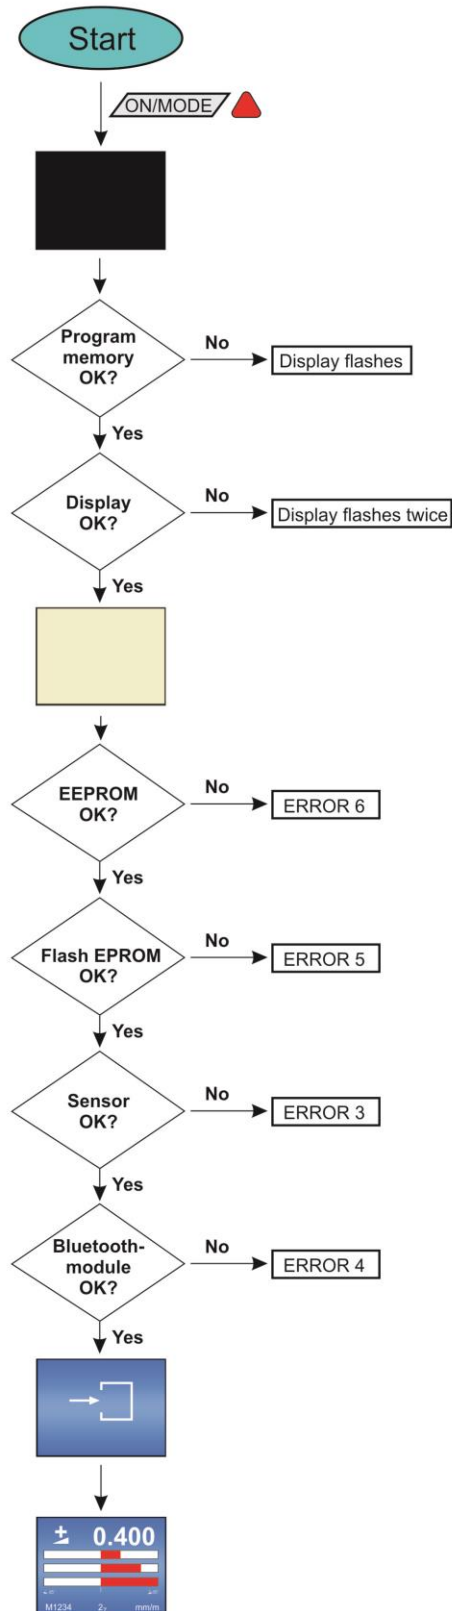 Start
ON/MODE
Program
memory
OK?
No
Display flashes
Yes
Display
OK?
No
Display flashes twice
Yes
EEPROM
OK?
No
ERROR 6
Yes
Flash EPROM
OK?
No
ERROR 5
Yes
Sensor
OK?
No
ERROR 3
Yes
Bluetooth-
module
OK?
No
ERROR 4
Yes
± 0.400
M1234 mm/m